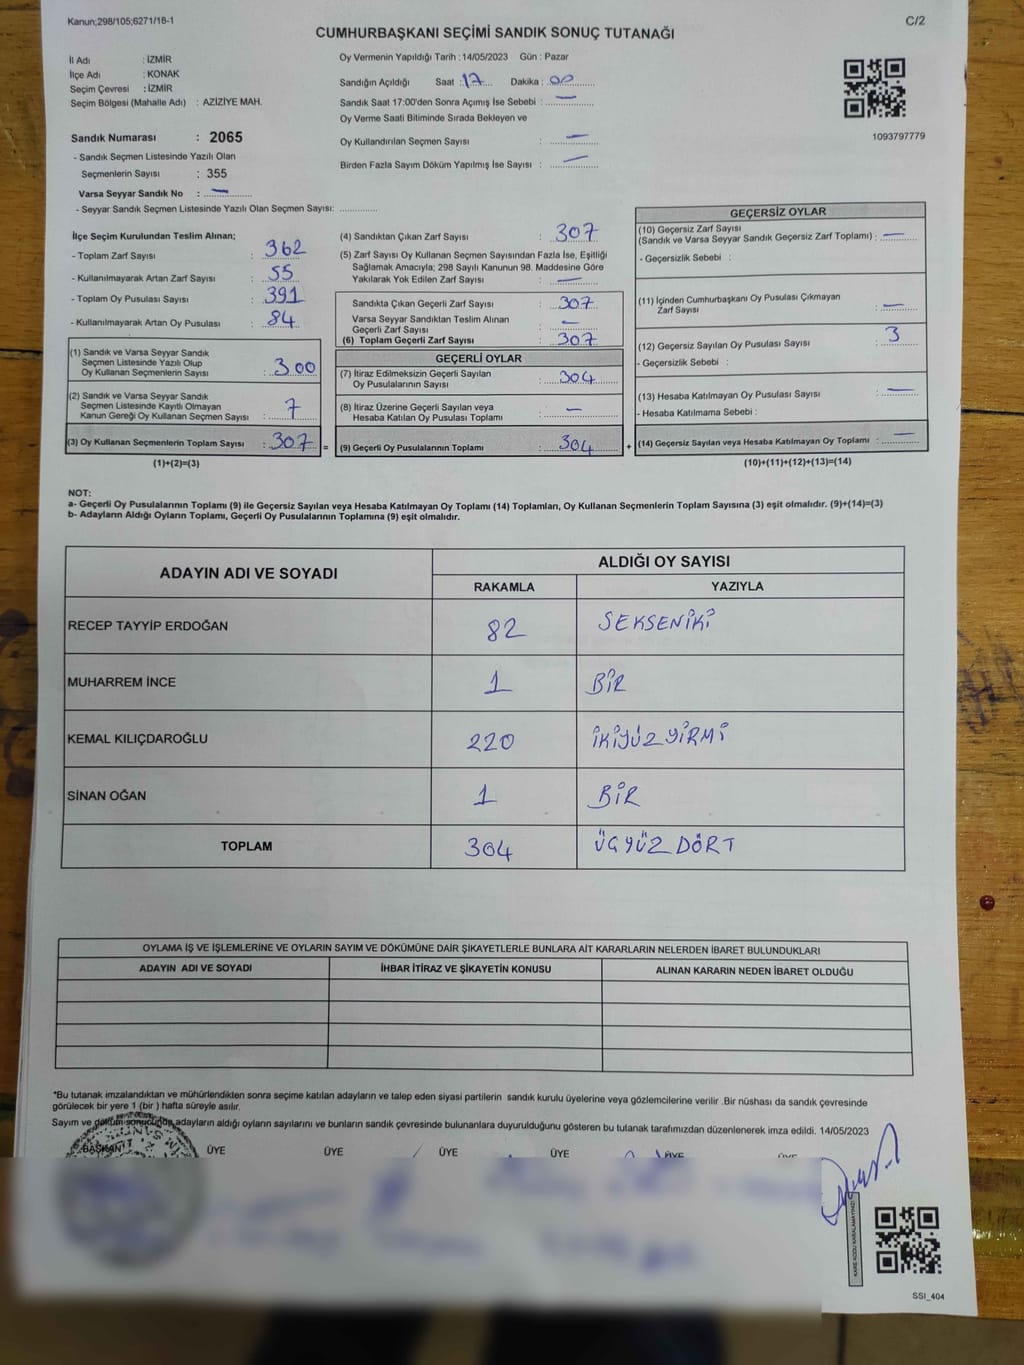 Kanun;298/105;6271/16-1
C/2
CUMHURBAŞKANI SEÇİMİ SANDIK SONUÇ TUTANAĞI
İl Adı : İZMİR
İlçe Adı : KONAK
Seçim Çevresi : İZMİR
Seçim Bölgesi (Mahalle Adı) : AZİZİYE MAH.
Sandık Numarası : 2065
- Sandık Seçmen Listesinde Yazılı Olan
Seçmenlerin Sayısı : 355
Varsa Seyyar Sandık No : —
- Seyyar Sandık Seçmen Listesinde Yazılı Olan Seçmen Sayısı: ..............
Oy Vermenin Yapıldığı Tarih : 14/05/2023 Gün : Pazar
Sandığın Açıldığı Saat : 17 Dakika : 00
Sandık Saat 17:00'den Sonra Açımış İse Sebebi : —
Oy Verme Saati Bitiminde Sırada Bekleyen ve
Oy Kullandırılan Seçmen Sayısı : —
Birden Fazla Sayım Döküm Yapılmış İse Sayısı : —
1093797779
İlçe Seçim Kurulundan Teslim Alınan;
- Toplam Zarf Sayısı : 362
- Kullanılmayarak Artan Zarf Sayısı : 55
- Toplam Oy Pusulası Sayısı : 391
- Kullanılmayarak Artan Oy Pusulası : 84
(1) Sandık ve Varsa Seyyar Sandık
Seçmen Listesinde Yazılı Olup
Oy Kullanan Seçmenlerin Sayısı : 300
(2) Sandık ve Varsa Seyyar Sandık
Seçmen Listesinde Kayıtlı Olmayan
Kanun Gereği Oy Kullanan Seçmen Sayısı : 7
(3) Oy Kullanan Seçmenlerin Toplam Sayısı : 307 =
(1)+(2)=(3)
(4) Sandıktan Çıkan Zarf Sayısı : 307
(5) Zarf Sayısı Oy Kullanan Seçmen Sayısından Fazla İse, Eşitliği
Sağlamak Amacıyla; 298 Sayılı Kanunun 98. Maddesine Göre
Yakılarak Yok Edilen Zarf Sayısı : —
Sandıkta Çıkan Geçerli Zarf Sayısı : 307
Varsa Seyyar Sandıktan Teslim Alınan
Geçerli Zarf Sayısı : —
(6) Toplam Geçerli Zarf Sayısı : 307
GEÇERLİ OYLAR
(7) İtiraz Edilmeksizin Geçerli Sayılan
Oy Pusulalarının Sayısı : 304
(8) İtiraz Üzerine Geçerli Sayılan veya
Hesaba Katılan Oy Pusulası Toplamı : —
(9) Geçerli Oy Pusulalarının Toplamı : 304 +
GEÇERSİZ OYLAR
(10) Geçersiz Zarf Sayısı
(Sandık ve Varsa Seyyar Sandık Geçersiz Zarf Toplamı) : —
- Geçersizlik Sebebi :
(11) İçinden Cumhurbaşkanı Oy Pusulası Çıkmayan
Zarf Sayısı : —
(12) Geçersiz Sayılan Oy Pusulası Sayısı : 3
- Geçersizlik Sebebi :
(13) Hesaba Katılmayan Oy Pusulası Sayısı : —
- Hesaba Katılmama Sebebi :
(14) Geçersiz Sayılan veya Hesaba Katılmayan Oy Toplamı : —
(10)+(11)+(12)+(13)=(14)
NOT:
a- Geçerli Oy Pusulalarının Toplamı (9) ile Geçersiz Sayılan veya Hesaba Katılmayan Oy Toplamı (14) Toplamları, Oy Kullanan Seçmenlerin Toplam Sayısına (3) eşit olmalıdır. (9)+(14)=(3)
b- Adayların Aldığı Oyların Toplamı, Geçerli Oy Pusulalarının Toplamına (9) eşit olmalıdır.
ADAYIN ADI VE SOYADI ALDIĞI OY SAYISI
RAKAMLA YAZIYLA
RECEP TAYYİP ERDOĞAN 82 SEKSENİKİ
MUHARREM İNCE 1 BİR
KEMAL KILIÇDAROĞLU 220 İKİYÜZYİRMİ
SİNAN OĞAN 1 BİR
TOPLAM 304 ÜÇYÜZDÖRT
OYLAMA İŞ VE İŞLEMLERİNE VE OYLARIN SAYIM VE DÖKÜMÜNE DAİR ŞİKAYETLERLE BUNLARA AİT KARARLARIN NELERDEN İBARET BULUNDUKLARI
ADAYIN ADI VE SOYADI İHBAR İTİRAZ VE ŞİKAYETİN KONUSU ALINAN KARARIN NEDEN İBARET OLDUĞU
*Bu tutanak imzalandıktan ve mühürlendikten sonra seçime katılan adayların ve talep eden siyasi partilerin sandık kurulu üyelerine veya gözlemcilerine verilir .Bir nüshası da sandık çevresinde
görülecek bir yere 1 (bir ) hafta süreyle asılır.
Sayım ve döküm sonucunda adayların aldığı oyların sayılarını ve bunların sandık çevresinde bulunanlara duyurulduğunu gösteren bu tutanak tarafımızdan düzenlenerek imza edildi. 14/05/2023
BAŞKAN ÜYE ÜYE ÜYE ÜYE ÜYE ÜYE
KARE KODU KARALAMAYINIZ
SSI_404